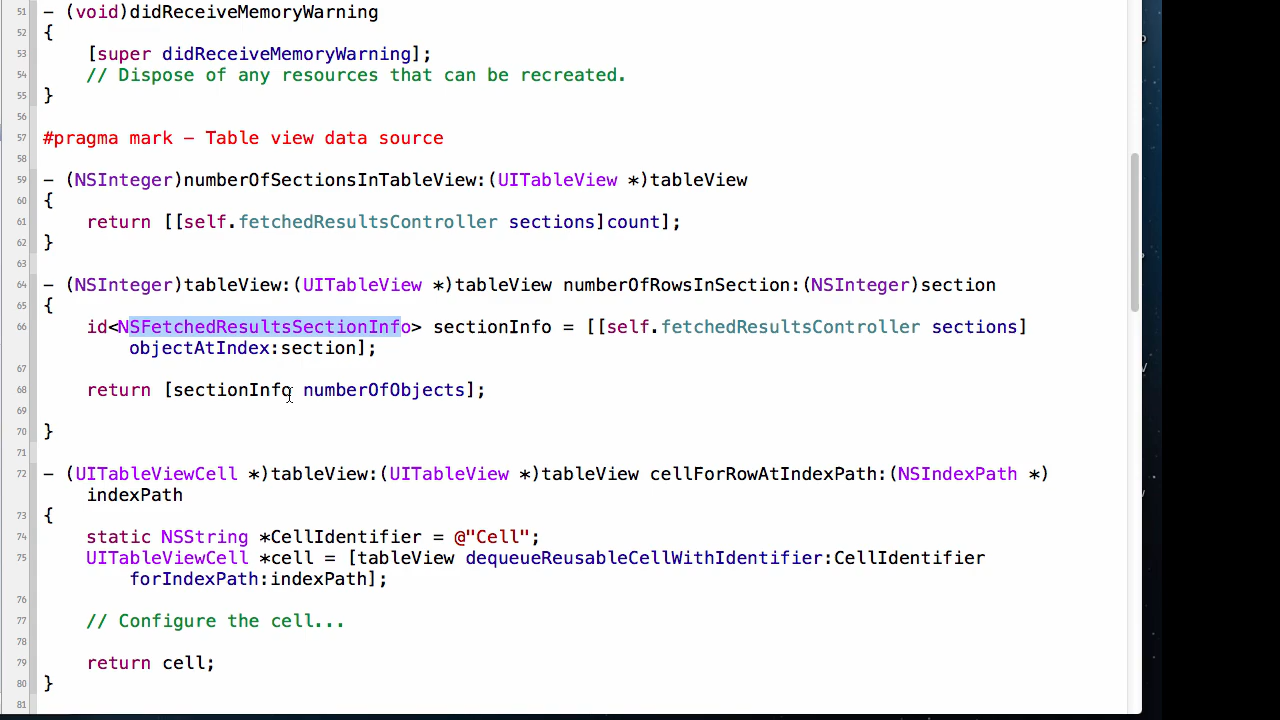 51 - (void)didReceiveMemoryWarning
52 {
53     [super didReceiveMemoryWarning];
54     // Dispose of any resources that can be recreated.
55 }
56
57 #pragma mark - Table view data source
58
59 - (NSInteger)numberOfSectionsInTableView:(UITableView *)tableView
60 {
61     return [[self.fetchedResultsController sections]count];
62 }
63
64 - (NSInteger)tableView:(UITableView *)tableView numberOfRowsInSection:(NSInteger)section
65 {
66     id<NSFetchedResultsSectionInfo> sectionInfo = [[self.fetchedResultsController sections]
        objectAtIndex:section];
67
68     return [sectionInfo numberOfObjects];
69
70 }
71
72 - (UITableViewCell *)tableView:(UITableView *)tableView cellForRowAtIndexPath:(NSIndexPath *)
    indexPath
73 {
74     static NSString *CellIdentifier = @"Cell";
75     UITableViewCell *cell = [tableView dequeueReusableCellWithIdentifier:CellIdentifier
        forIndexPath:indexPath];
76
77     // Configure the cell...
78
79     return cell;
80 }
81